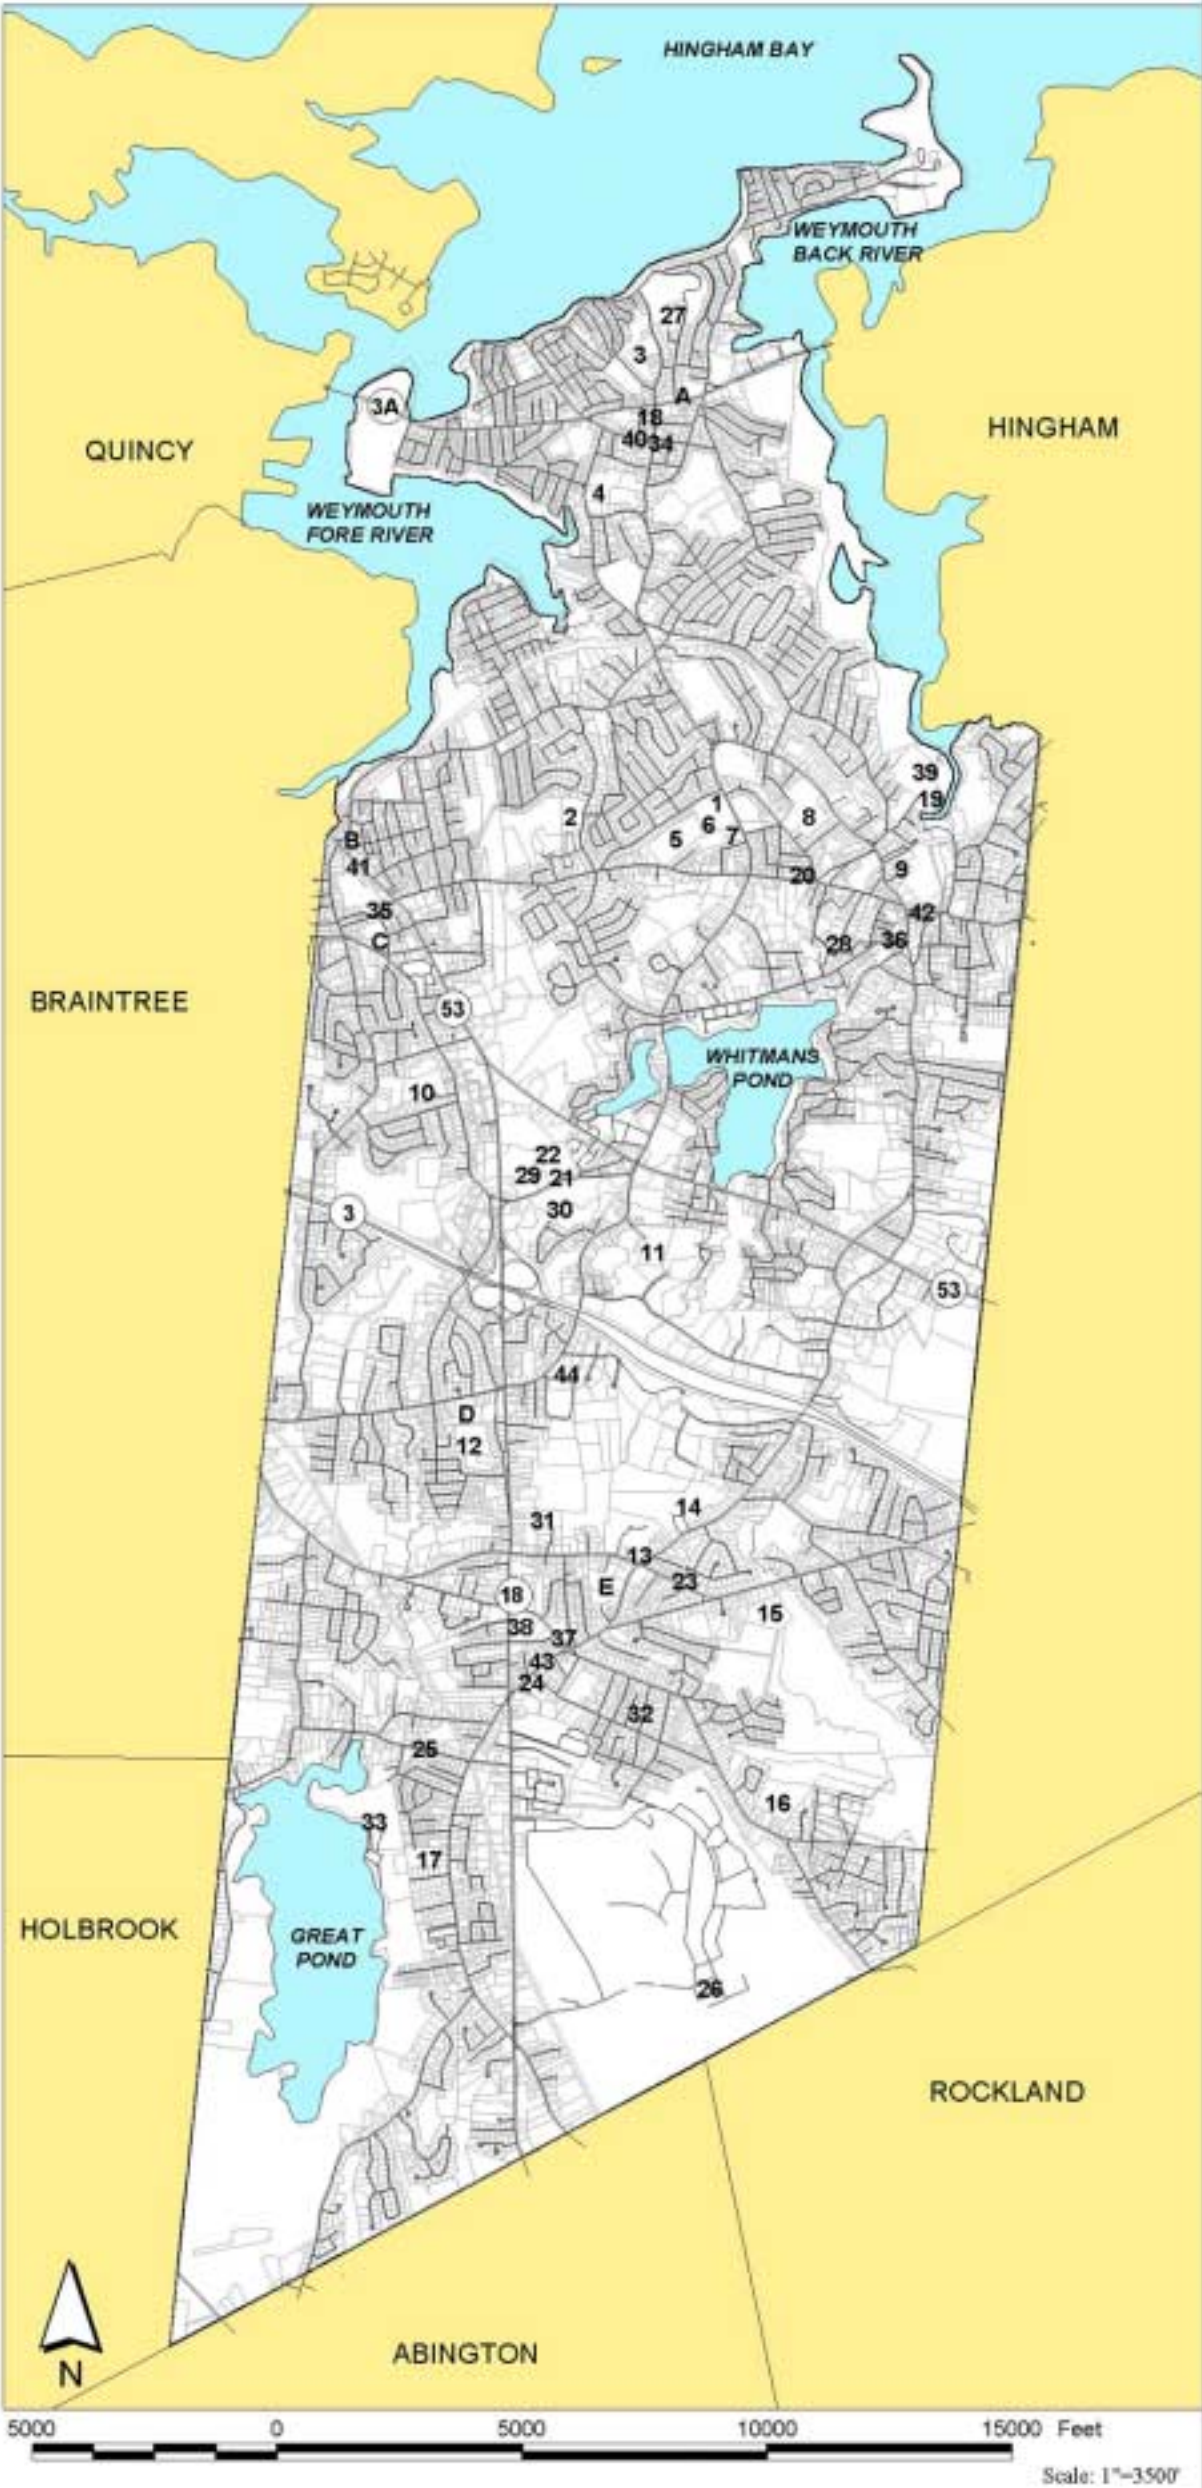 HINGHAM BAY
WEYMOUTH
BACK RIVER
27
3
A
3A
18
40 34
HINGHAM
QUINCY
4
WEYMOUTH
FORE RIVER
39
19
1
2
8
6
5
7
B
41
9
20
35
42
C
28
36
BRAINTREE
53
WHITMANS
POND
10
22
29 21
30
3
11
53
44
D
12
14
31
13
E
23
18
15
38
37
43
24
32
25
16
33
17
HOLBROOK
GREAT
POND
26
ROCKLAND
ABINGTON
N
5000 0 5000 10000 15000 Feet
Scale: 1"=3500'